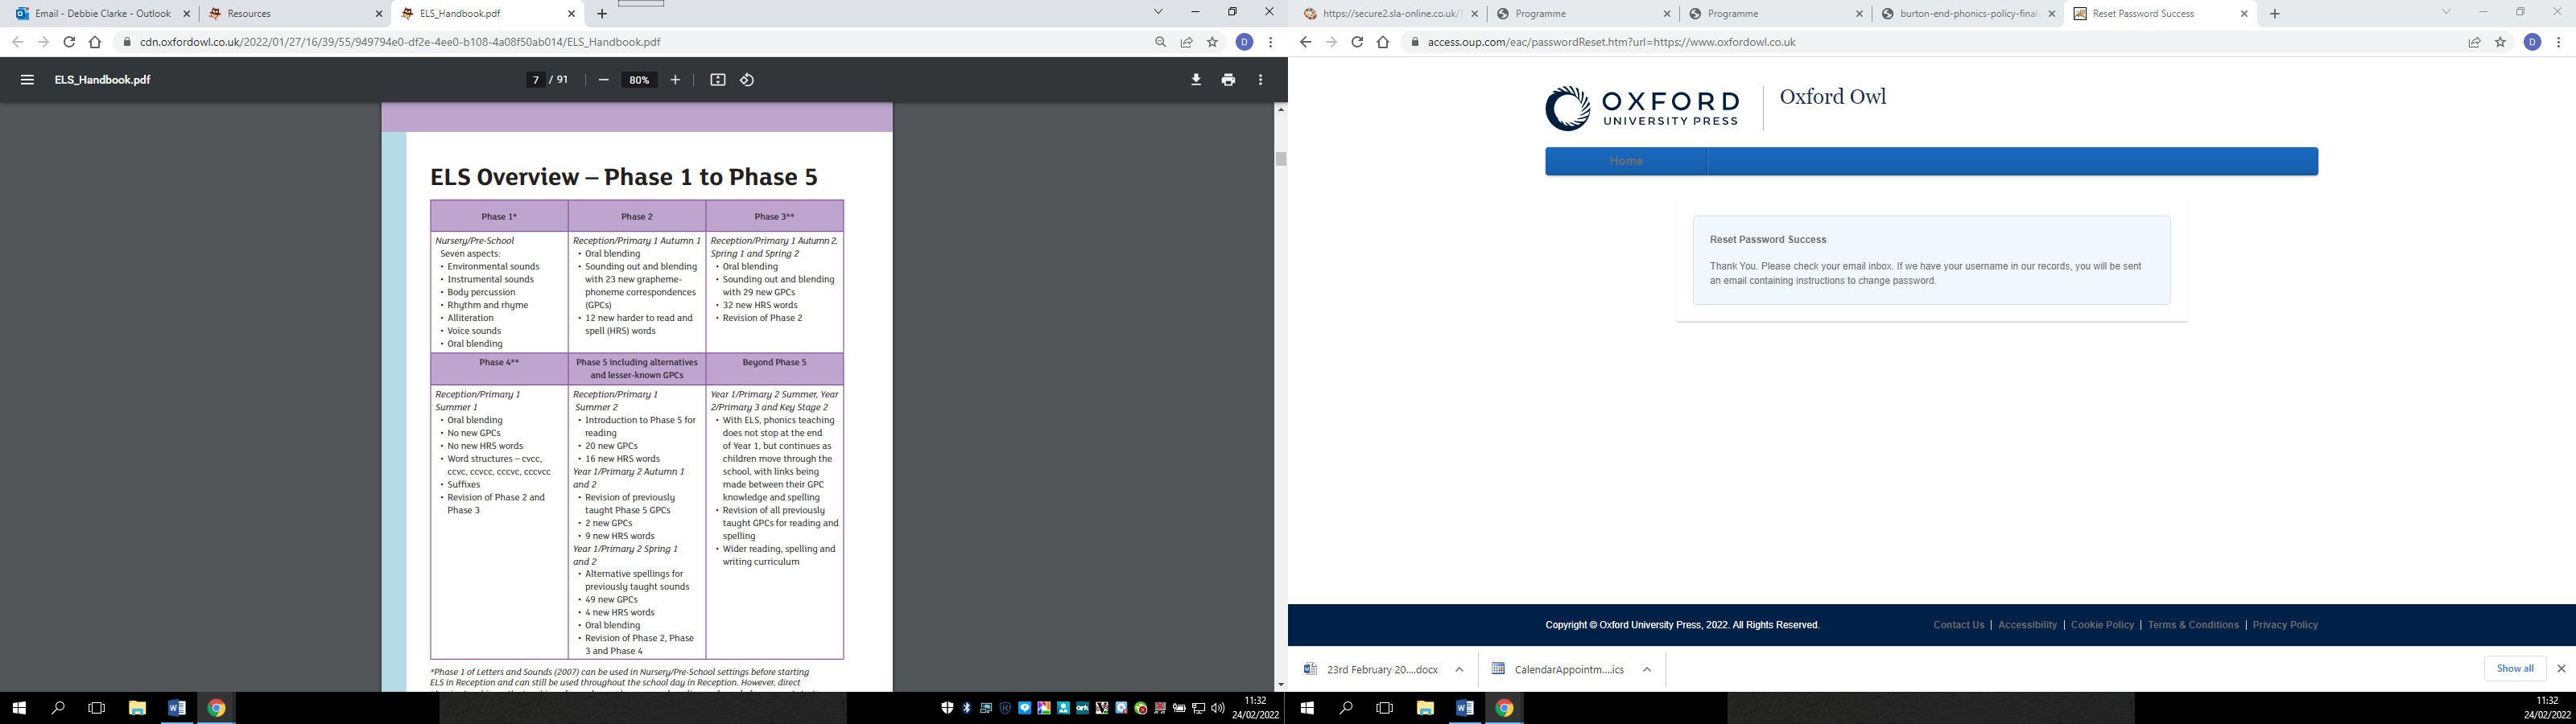 Email - Debbie Clarke - Outlook
Resources
ELS_Handbook.pdf
cdn.oxfordowl.co.uk/2022/01/27/16/39/55/949794e0-df2e-4ee0-b108-4a08f50ab014/ELS_Handbook.pdf
D
ELS_Handbook.pdf
7 / 91
80%
ELS Overview – Phase 1 to Phase 5
Phase 1*
Nursery/Pre-School
Seven aspects:
• Environmental sounds
• Instrumental sounds
• Body percussion
• Rhythm and rhyme
• Alliteration
• Voice sounds
• Oral blending
Phase 2
Reception/Primary 1 Autumn 1
• Oral blending
• Sounding out and blending
with 23 new grapheme-
phoneme correspondences
(GPCs)
• 12 new harder to read and
spell (HRS) words
Phase 3**
Reception/Primary 1 Autumn 2,
Spring 1 and Spring 2
• Oral blending
• Sounding out and blending
with 29 new GPCs
• 32 new HRS words
• Revision of Phase 2
Phase 4**
Reception/Primary 1
Summer 1
• Oral blending
• No new GPCs
• No new HRS words
• Word structures – cvcc,
ccvc, ccvcc, cccvc, cccvcc
• Suffixes
• Revision of Phase 2 and
Phase 3
Phase 5 including alternatives
and lesser-known GPCs
Reception/Primary 1
Summer 2
• Introduction to Phase 5 for
reading
• 20 new GPCs
• 16 new HRS words
Year 1/Primary 2 Autumn 1
and 2
• Revision of previously
taught Phase 5 GPCs
• 2 new GPCs
• 9 new HRS words
Year 1/Primary 2 Spring 1
and 2
• Alternative spellings for
previously taught sounds
• 49 new GPCs
• 4 new HRS words
• Oral blending
• Revision of Phase 2, Phase
3 and Phase 4
Beyond Phase 5
Year 1/Primary 2 Summer, Year
2/Primary 3 and Key Stage 2
• With ELS, phonics teaching
does not stop at the end
of Year 1, but continues as
children move through the
school, with links being
made between their GPC
knowledge and spelling
• Revision of all previously
taught GPCs for reading and
spelling
• Wider reading, spelling and
writing curriculum
*Phase 1 of Letters and Sounds (2007) can be used in Nursery/Pre-School settings before starting
ELS in Reception and can still be used throughout the school day in Reception. However, direct
11:32
24/02/2022
https://secure2.sla-online.co.uk/
Programme
Programme
burton-end-phonics-policy-final.
Reset Password Success
access.oup.com/eac/passwordReset.htm?url=https://www.oxfordowl.co.uk
D
OXFORD
UNIVERSITY PRESS
Oxford Owl
Home
Reset Password Success
Thank You. Please check your email inbox. If we have your username in our records, you will be sent
an email containing instructions to change password.
Copyright © Oxford University Press, 2022. All Rights Reserved.
Contact Us | Accessibility | Cookie Policy | Terms & Conditions | Privacy Policy
23rd February 20....docx
CalendarAppointm....ics
Show all
11:32
24/02/2022